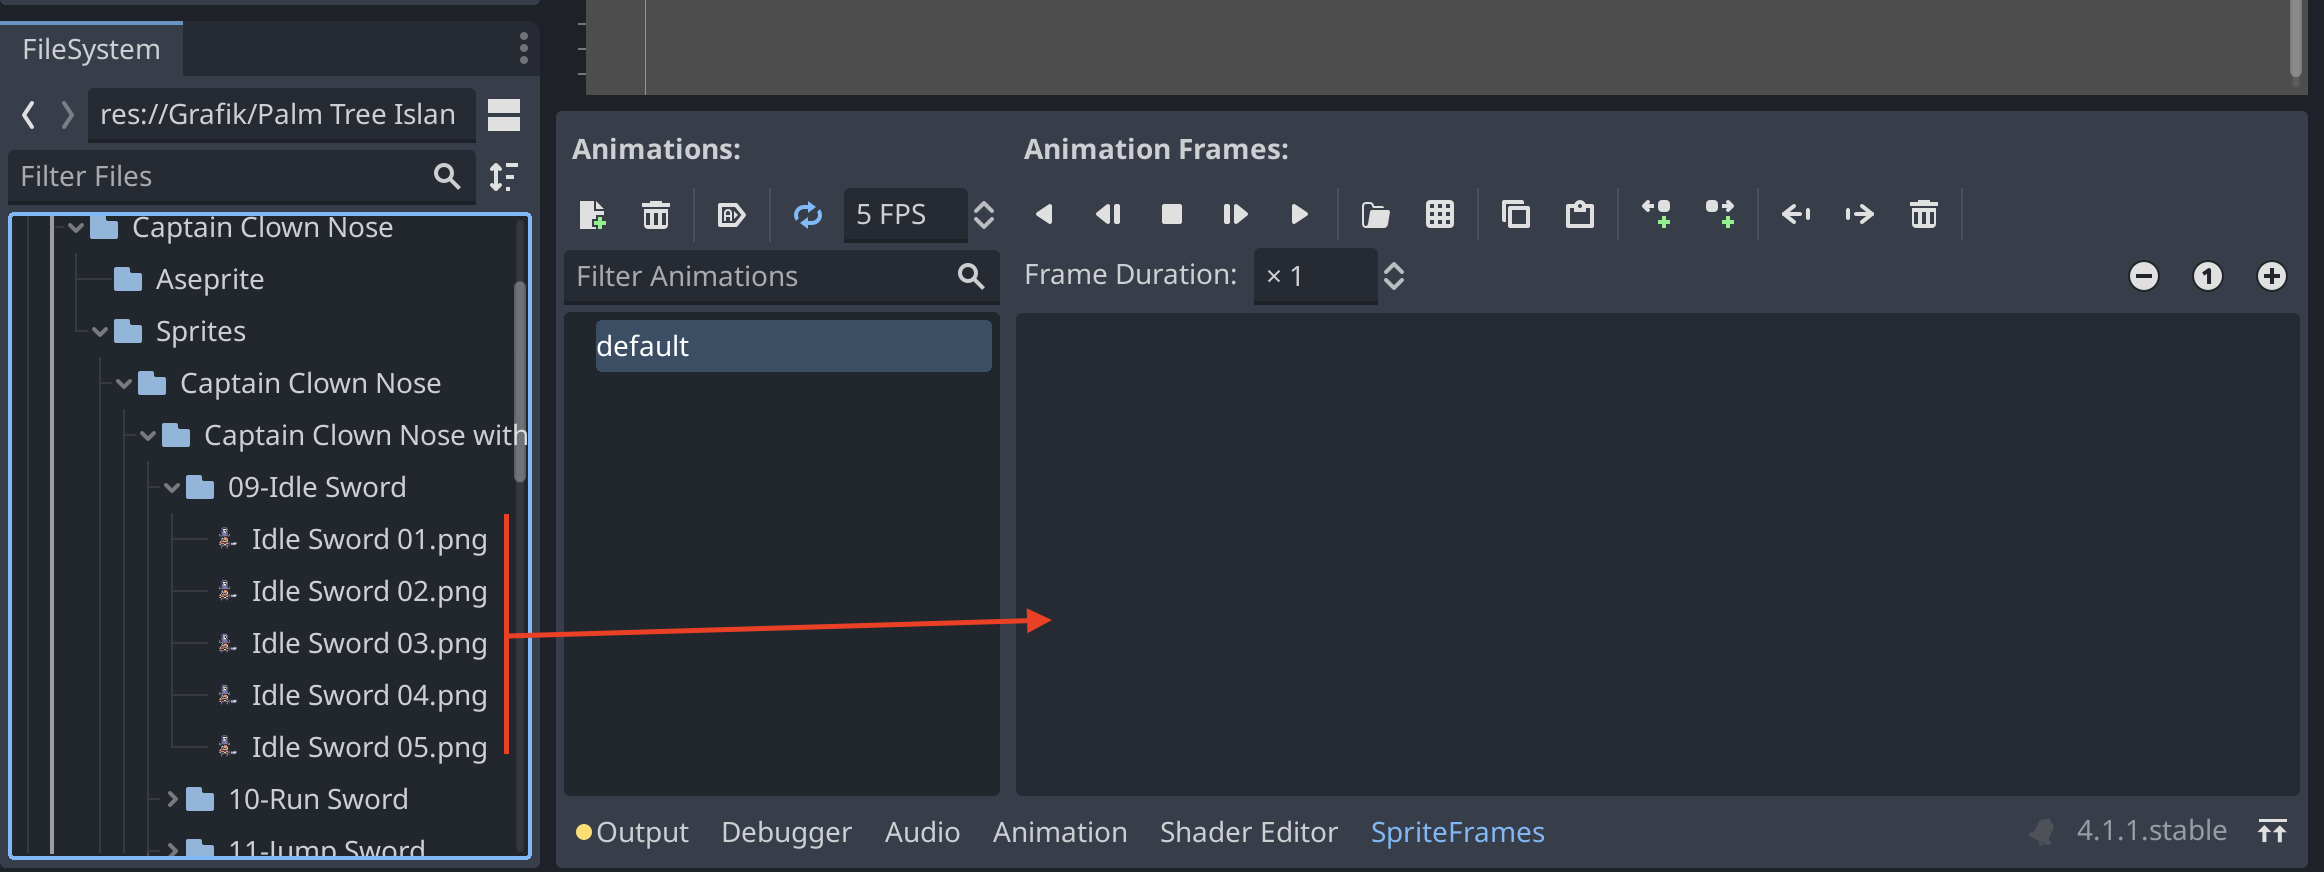 FileSystem
res://Grafik/Palm Tree Islan
Filter Files
Captain Clown Nose
Aseprite
Sprites
Captain Clown Nose
Captain Clown Nose with
09-Idle Sword
Idle Sword 01.png
Idle Sword 02.png
Idle Sword 03.png
Idle Sword 04.png
Idle Sword 05.png
10-Run Sword
11-Jump Sword
Animations:
5 FPS
Filter Animations
default
Animation Frames:
Frame Duration: × 1
1
Output Debugger Audio Animation Shader Editor SpriteFrames 4.1.1.stable